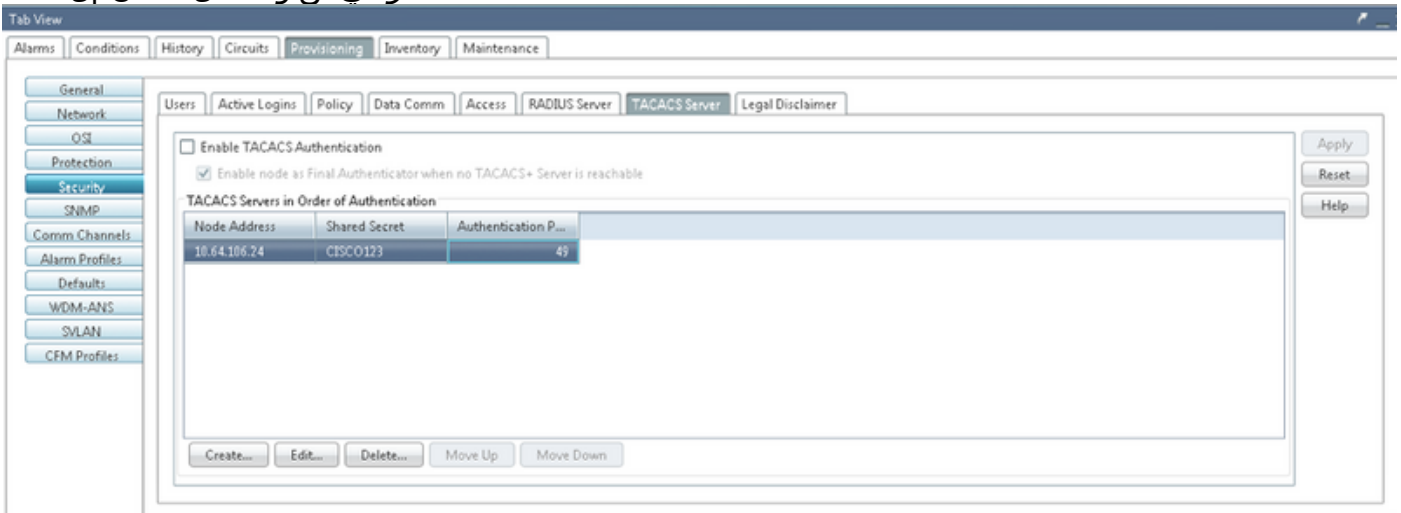 Tab View
Alarms Conditions History Circuits Provisioning Inventory Maintenance
General
Network
OSI
Protection
Security
SNMP
Comm Channels
Alarm Profiles
Defaults
WDM-ANS
SVLAN
CFM Profiles
Users Active Logins Policy Data Comm Access RADIUS Server TACACS Server Legal Disclaimer
Enable TACACS Authentication
Enable node as Final Authenticator when no TACACS+ Server is reachable
TACACS Servers in Order of Authentication
Node Address Shared Secret Authentication P...
10.64.106.24 CISCO123 49
Create... Edit... Delete... Move Up Move Down
Apply
Reset
Help